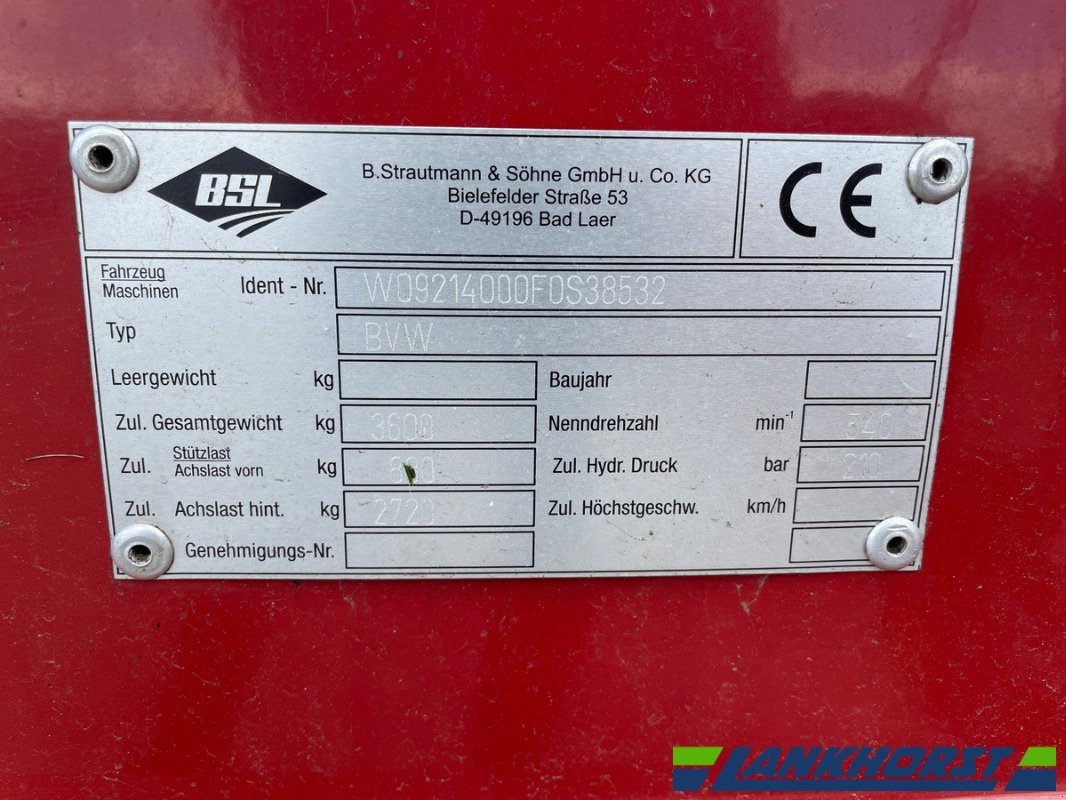 BSL
B.Strautmann & Söhne GmbH u. Co. KG
Bielefelder Straße 53
D-49196 Bad Laer
CE
Fahrzeug
Maschinen
Ident - Nr. W09214000F0S38532
Typ BVW
Leergewicht kg
Baujahr
Zul. Gesamtgewicht kg 3600
Nenndrehzahl min⁻¹ 540
Zul. Stützlast
Achslast vorn kg 880
Zul. Hydr. Druck bar 210
Zul. Achslast hint. kg 2720
Zul. Höchstgeschw. km/h
Genehmigungs-Nr.
LANKHORST